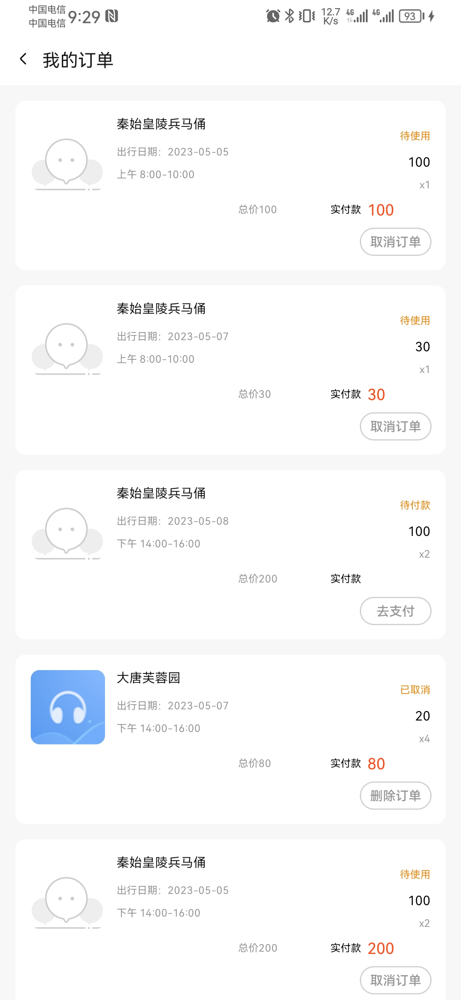 中国电信
中国电信
9:29
12.7
K/s
4G
4G
93
我的订单
秦始皇陵兵马俑
待使用
出行日期：2023-05-05
100
上午 8:00-10:00
x1
总价100 实付款 100
取消订单
秦始皇陵兵马俑
待使用
出行日期：2023-05-07
30
上午 8:00-10:00
x1
总价30 实付款 30
取消订单
秦始皇陵兵马俑
待付款
出行日期：2023-05-08
100
下午 14:00-16:00
x2
总价200 实付款
去支付
大唐芙蓉园
已取消
出行日期：2023-05-07
20
下午 14:00-16:00
x4
总价80 实付款 80
删除订单
秦始皇陵兵马俑
待使用
出行日期：2023-05-05
100
下午 14:00-16:00
x2
总价200 实付款 200
取消订单